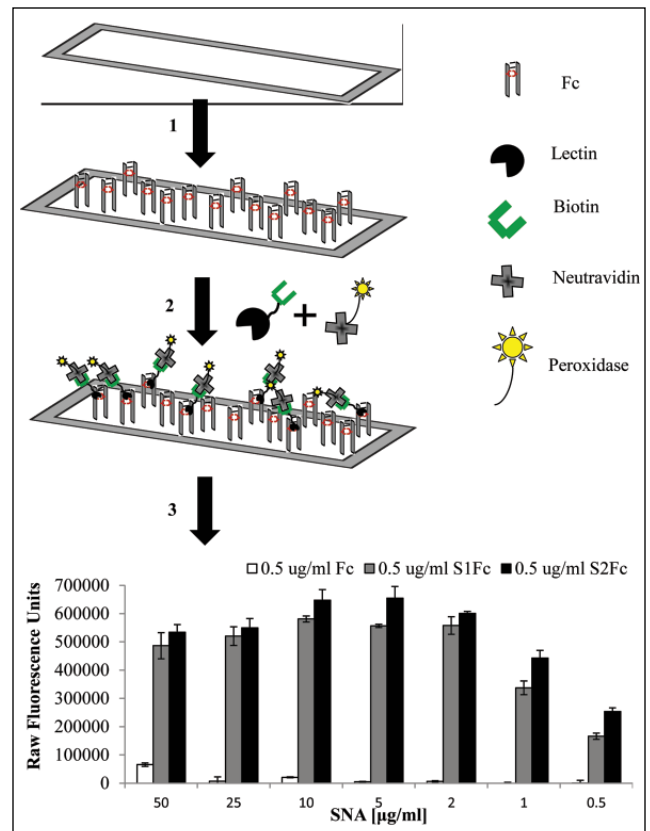 1
Fc
Lectin
Biotin
2
+
Neutravidin
Peroxidase
3
0.5 ug/ml Fc 0.5 ug/ml S1Fc 0.5 ug/ml S2Fc
Raw Fluorescence Units
700000
600000
500000
400000
300000
200000
100000
0
50 25 10 5 2 1 0.5
SNA [µg/ml]